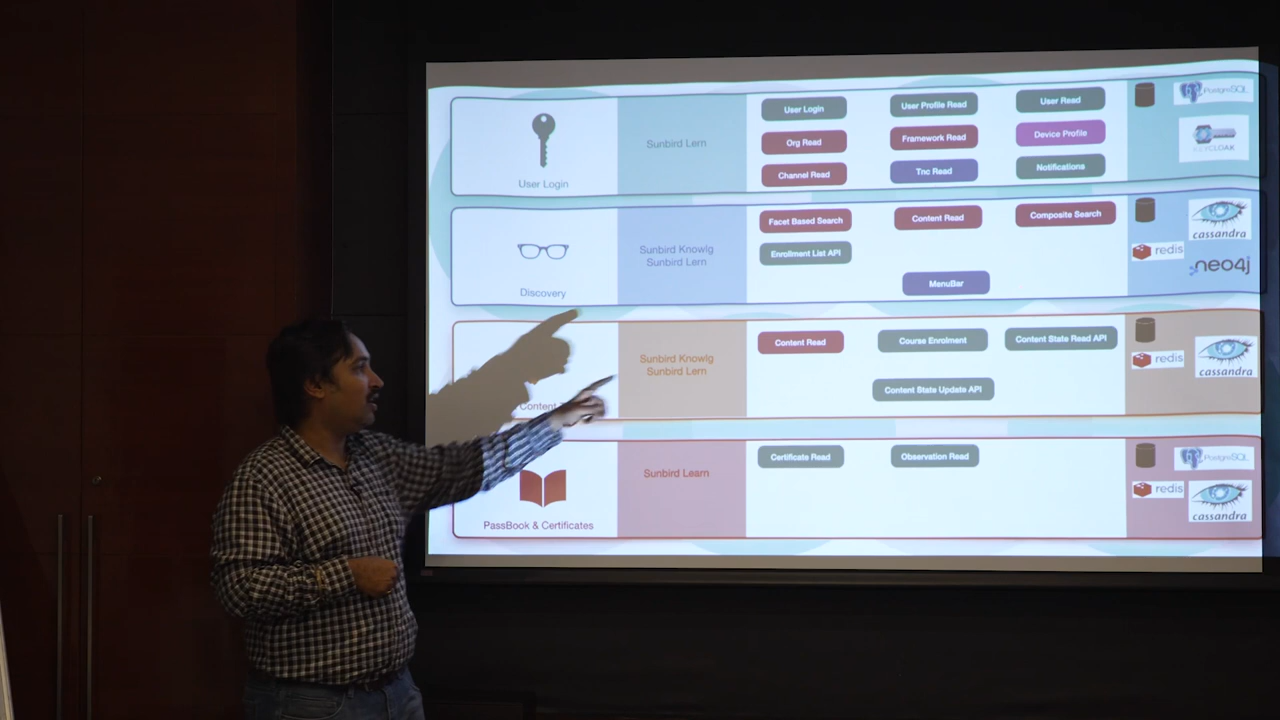 User Login
Sunbird Lern
User Login
User Profile Read
User Read
Org Read
Framework Read
Device Profile
Channel Read
Tnc Read
Notifications
PostgreSQL
Discovery
Sunbird Knowlg
Sunbird Lern
Facet Based Search
Content Read
Composite Search
Enrollment List API
MenuBar
cassandra
redis
neo4j
Content
Sunbird Knowlg
Sunbird Lern
Content Read
Course Enrolment
Content State Read API
Content State Update API
redis
cassandra
PassBook & Certificates
Sunbird Learn
Certificate Read
Observation Read
PostgreSQL
redis
cassandra